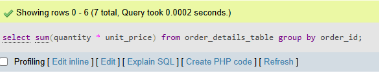 Showing rows 0 - 6 (7 total, Query took 0.0002 seconds.)
select sum(quantity * unit_price) from order_details_table group by order_id;
Profiling [ Edit inline ] [ Edit ] [ Explain SQL ] [ Create PHP code ] [ Refresh ]